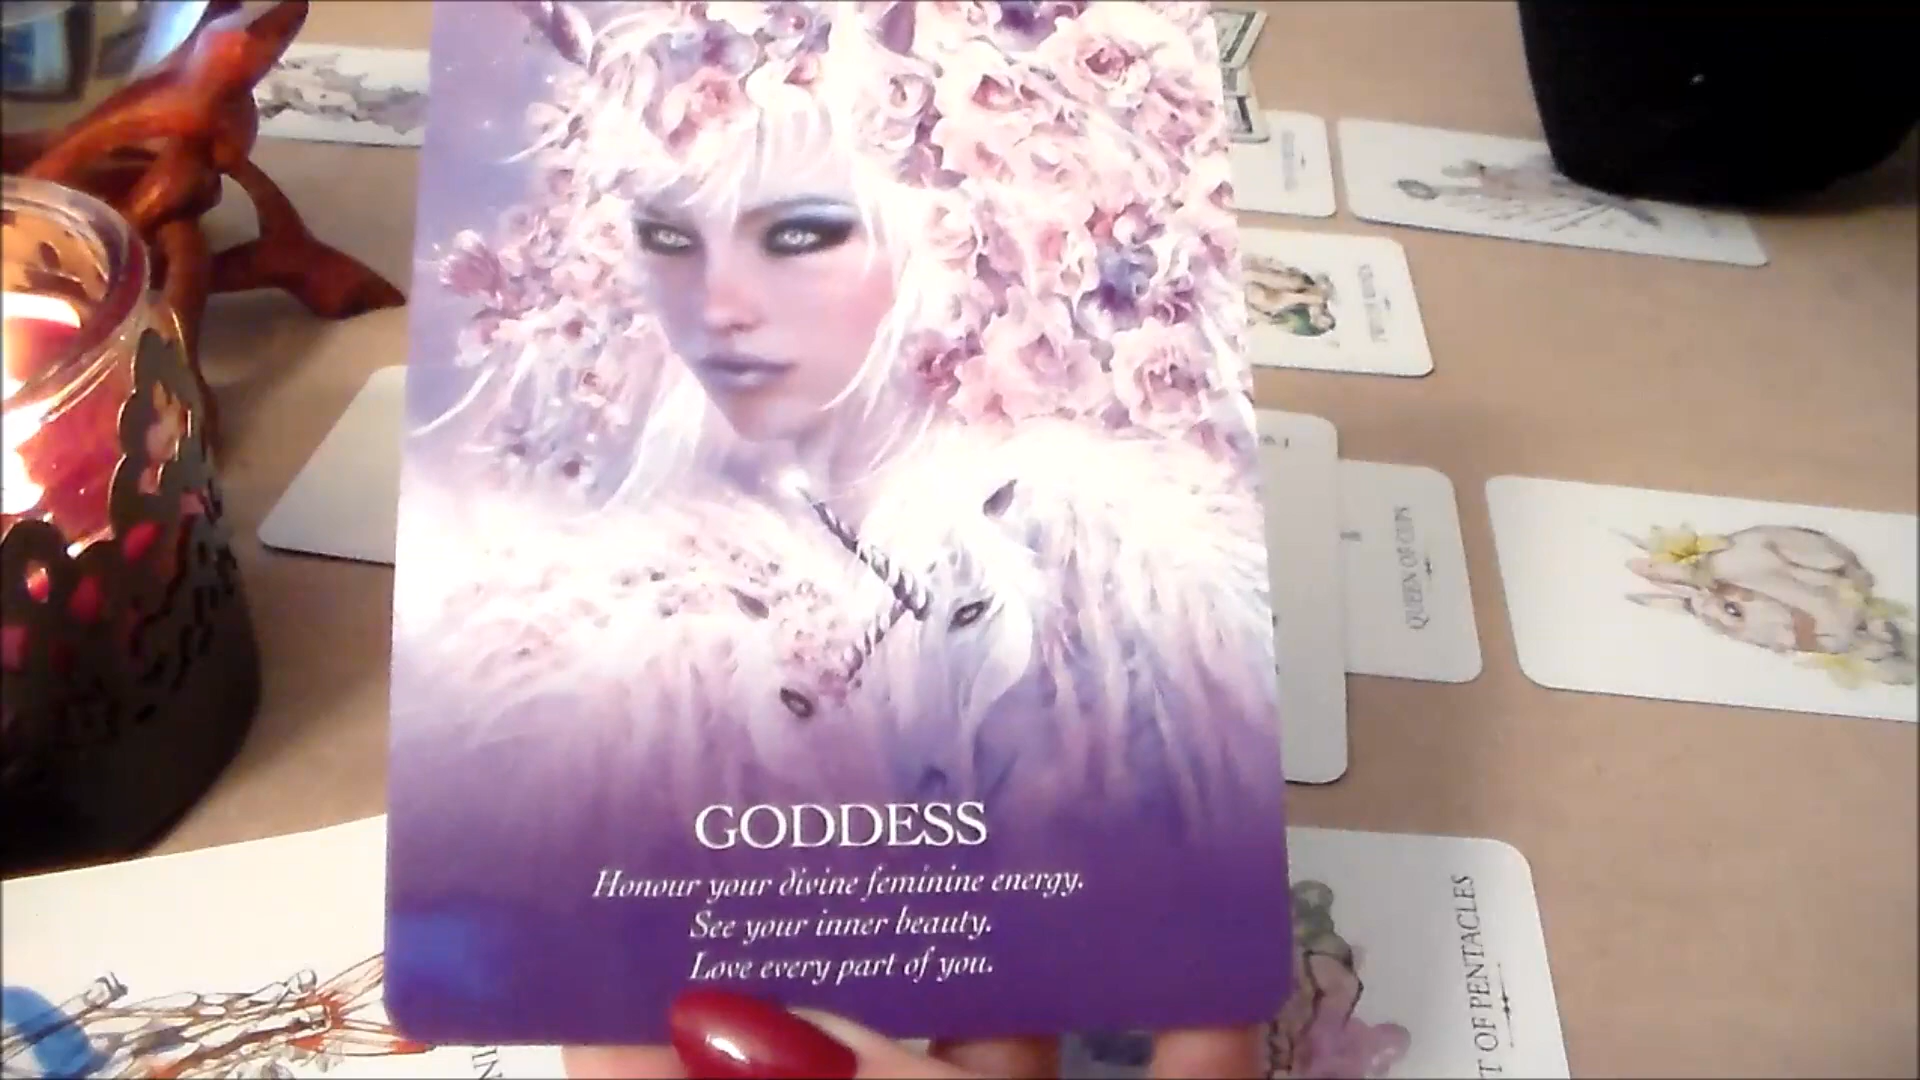 GODDESS
Honour your divine feminine energy.
See your inner beauty.
Love every part of you.
QUEEN OF CUPS
OF PENTACLES